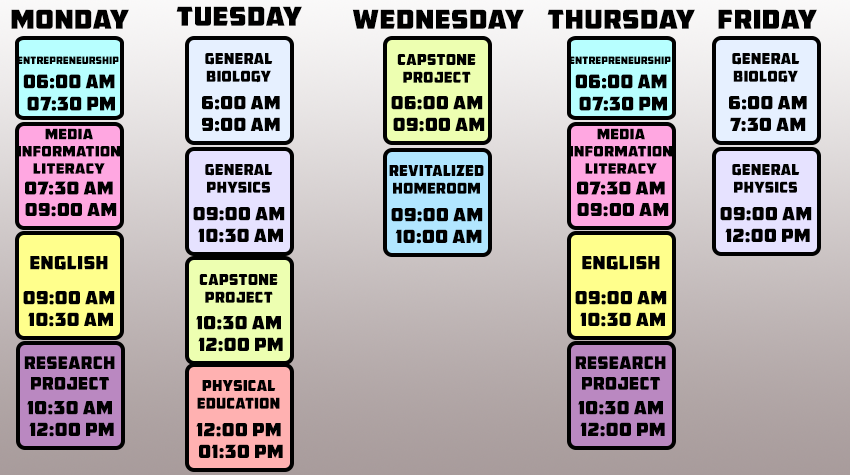 MONDAY
ENTREPRENEURSHIP
06:00 AM
07:30 PM
MEDIA
INFORMATION
LITERACY
07:30 AM
09:00 AM
ENGLISH
09:00 AM
10:30 AM
RESEARCH
PROJECT
10:30 AM
12:00 PM
TUESDAY
GENERAL
BIOLOGY
6:00 AM
9:00 AM
GENERAL
PHYSICS
09:00 AM
10:30 AM
CAPSTONE
PROJECT
10:30 AM
12:00 PM
PHYSICAL
EDUCATION
12:00 PM
01:30 PM
WEDNESDAY
CAPSTONE
PROJECT
06:00 AM
09:00 AM
REVITALIZED
HOMEROOM
09:00 AM
10:00 AM
THURSDAY
ENTREPRENEURSHIP
06:00 AM
07:30 PM
MEDIA
INFORMATION
LITERACY
07:30 AM
09:00 AM
ENGLISH
09:00 AM
10:30 AM
RESEARCH
PROJECT
10:30 AM
12:00 PM
FRIDAY
GENERAL
BIOLOGY
6:00 AM
7:30 AM
GENERAL
PHYSICS
09:00 AM
12:00 PM